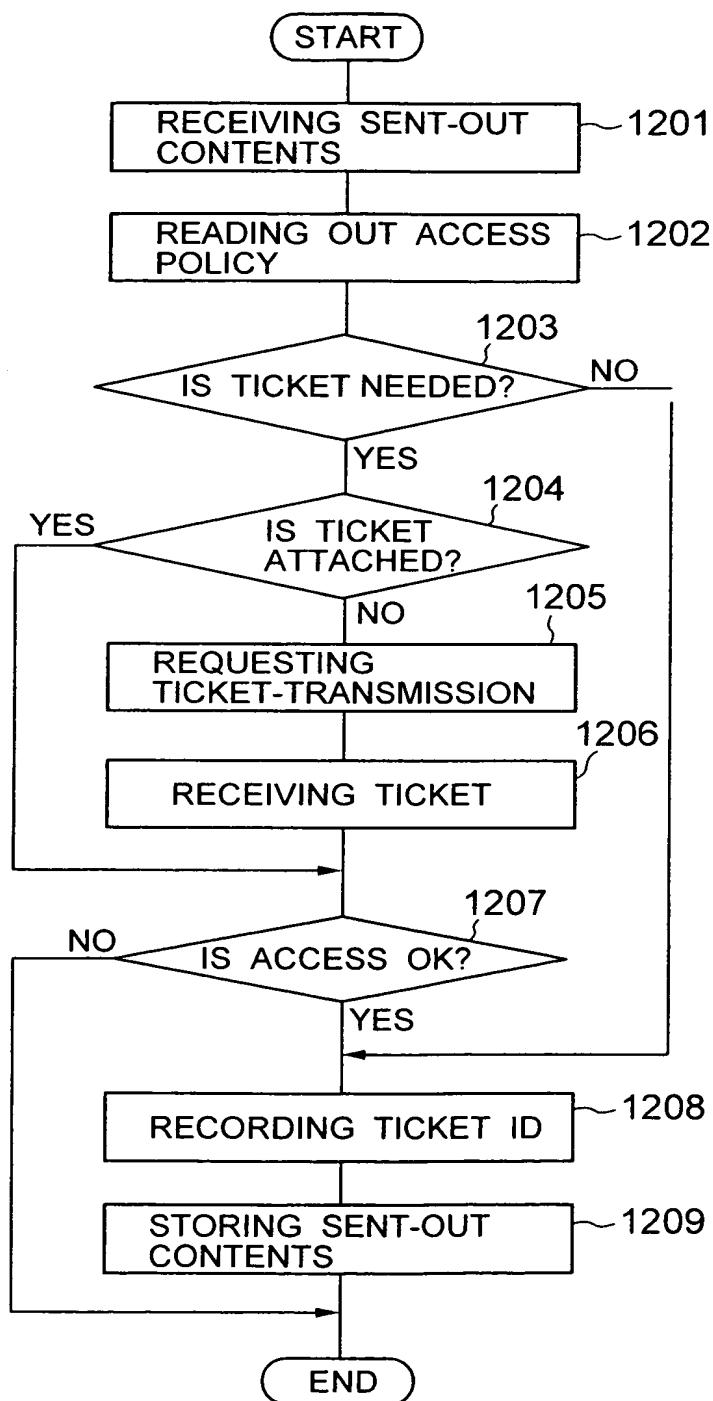 START
RECEIVING SENT-OUT
CONTENTS
1201
READING OUT ACCESS
POLICY
1202
1203
IS TICKET NEEDED?
NO
YES
1204
YES
IS TICKET
ATTACHED?
NO
1205
REQUESTING
TICKET-TRANSMISSION
1206
RECEIVING TICKET
1207
NO
IS ACCESS OK?
YES
RECORDING TICKET ID
1208
STORING SENT-OUT
CONTENTS
1209
END